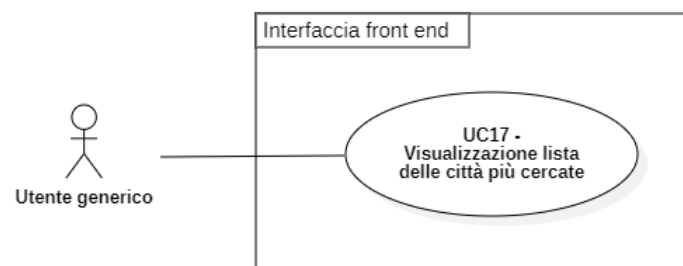 Interfaccia front end
UC17 -
Visualizzazione lista
delle città più cercate
Utente generico